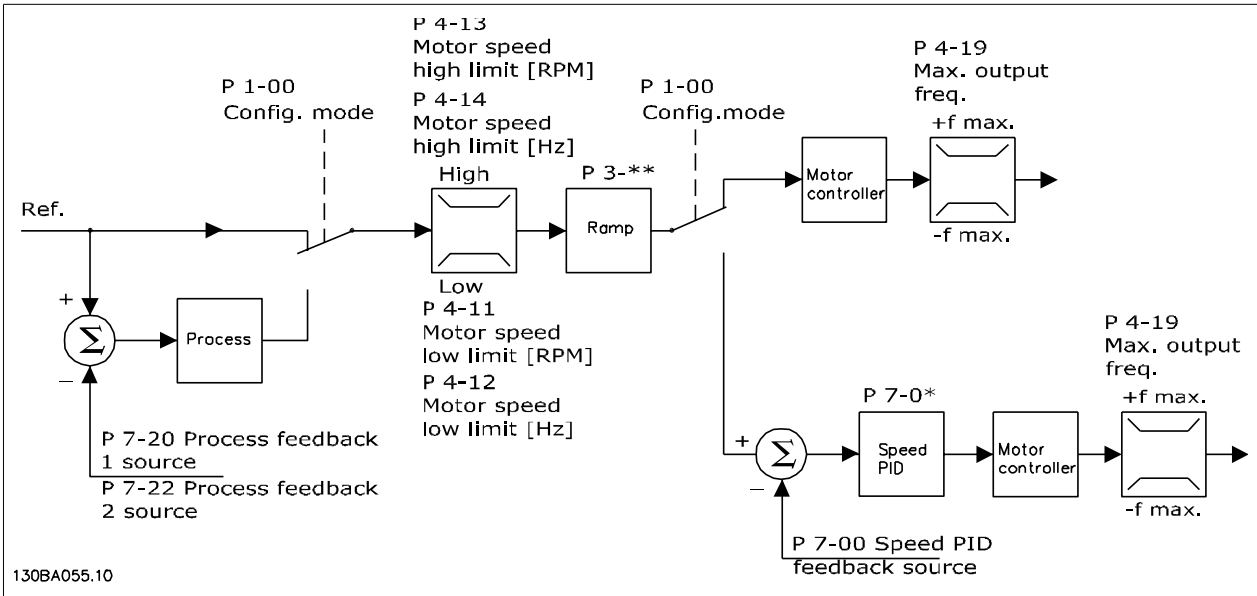 P 4-13
Motor speed
high limit [RPM]
P 4-14
Motor speed
high limit [Hz]
High
P 1-00
Config. mode
P 1-00
Config.mode
P 4-19
Max. output
freq.
+f max.
P 3-**
Ramp
Motor
controller
-f max.
Ref.
Low
P 4-11
Motor speed
low limit [RPM]
P 4-12
Motor speed
low limit [Hz]
+
Σ
Process
−
P 7-20 Process feedback
1 source
P 7-22 Process feedback
2 source
P 4-19
Max. output
freq.
+f max.
P 7-0*
+
Σ
Speed
PID
Motor
controller
−
-f max.
P 7-00 Speed PID
feedback source
130BA055.10